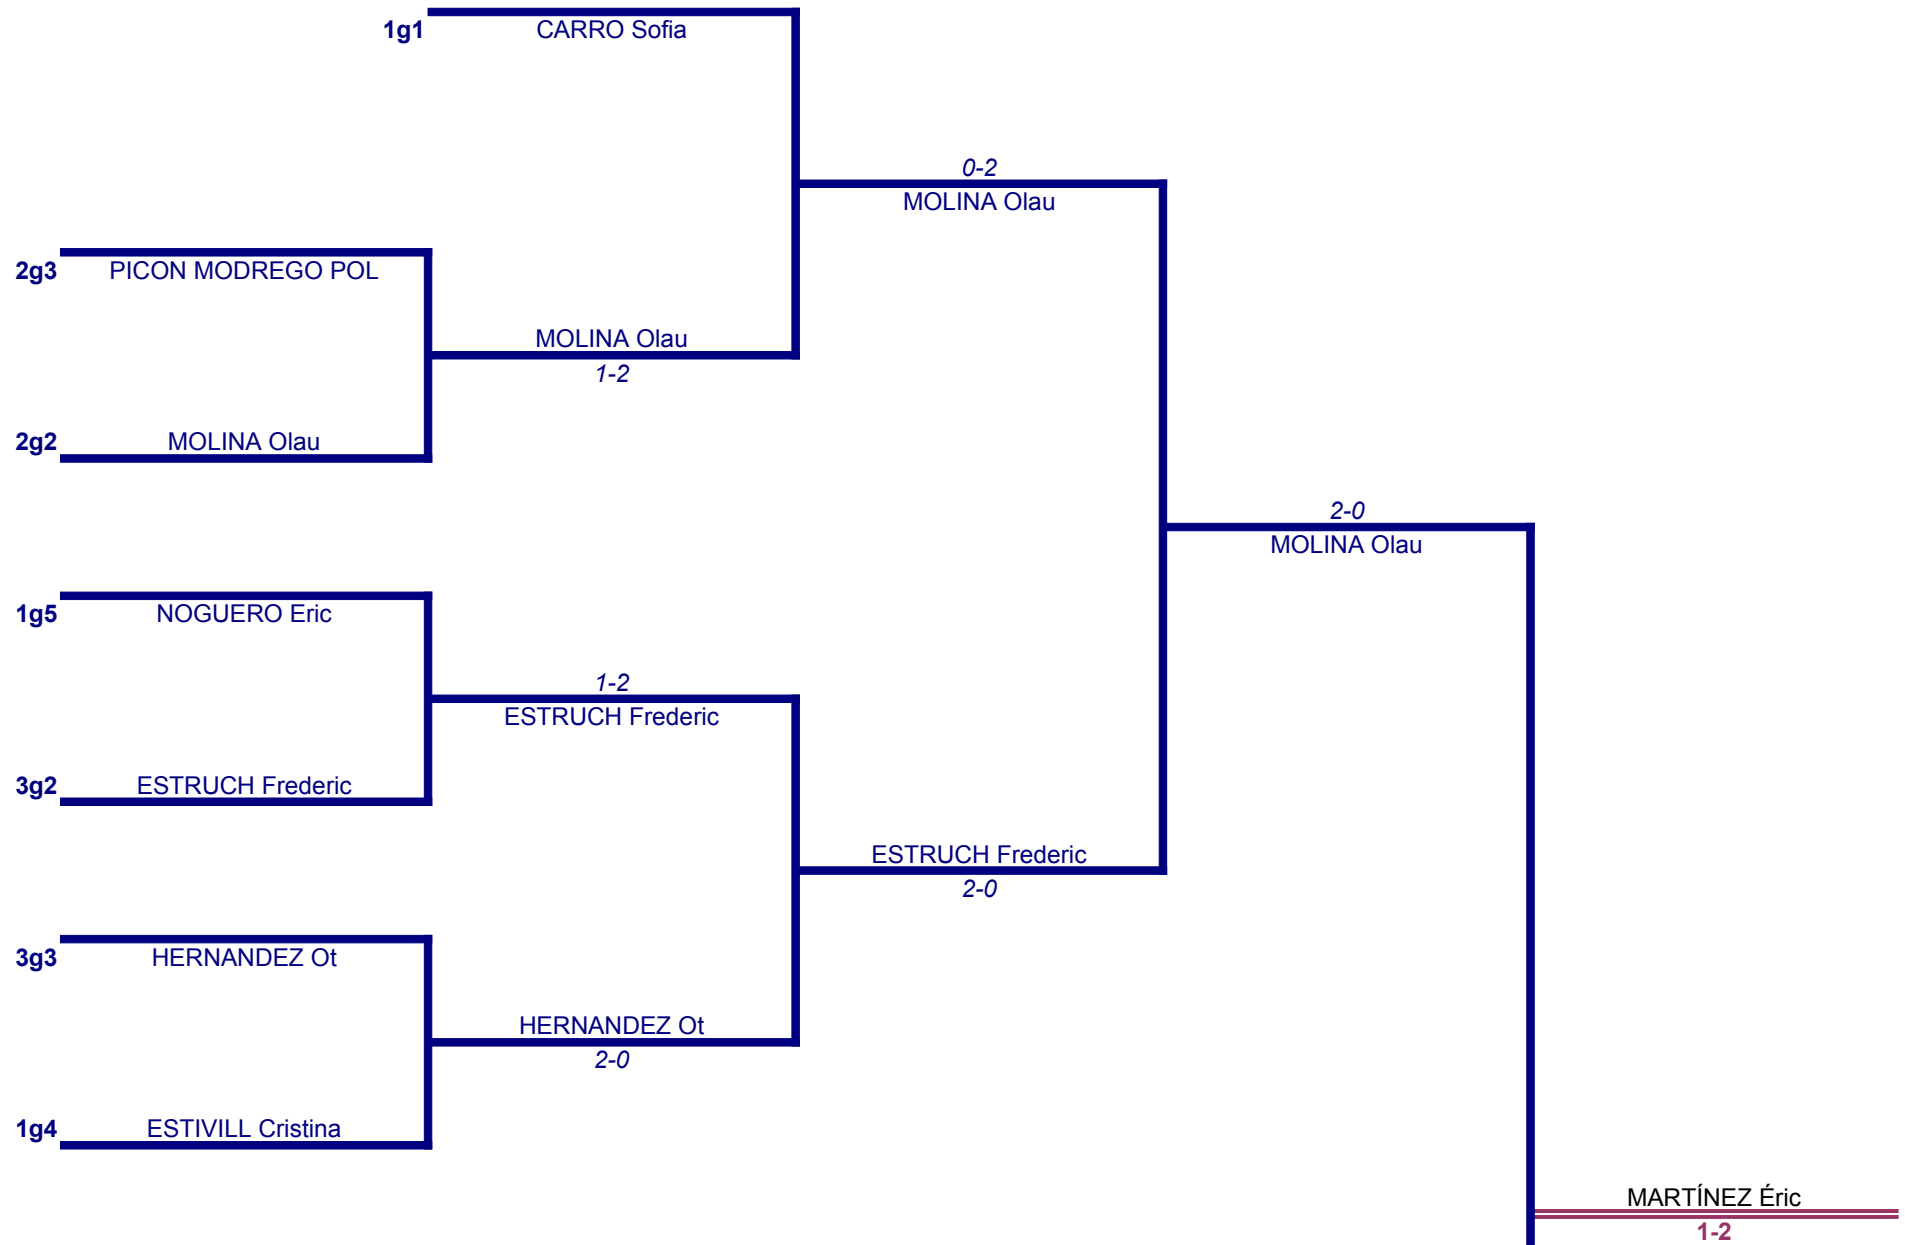 1g1 CARRO Sofia
0-2
MOLINA Olau
2g3 PICON MODREGO POL
MOLINA Olau
1-2
2g2 MOLINA Olau
2-0
MOLINA Olau
1g5 NOGUERO Eric
1-2
ESTRUCH Frederic
3g2 ESTRUCH Frederic
ESTRUCH Frederic
2-0
3g3 HERNANDEZ Ot
HERNANDEZ Ot
2-0
1g4 ESTIVILL Cristina
MARTÍNEZ Éric
1-2